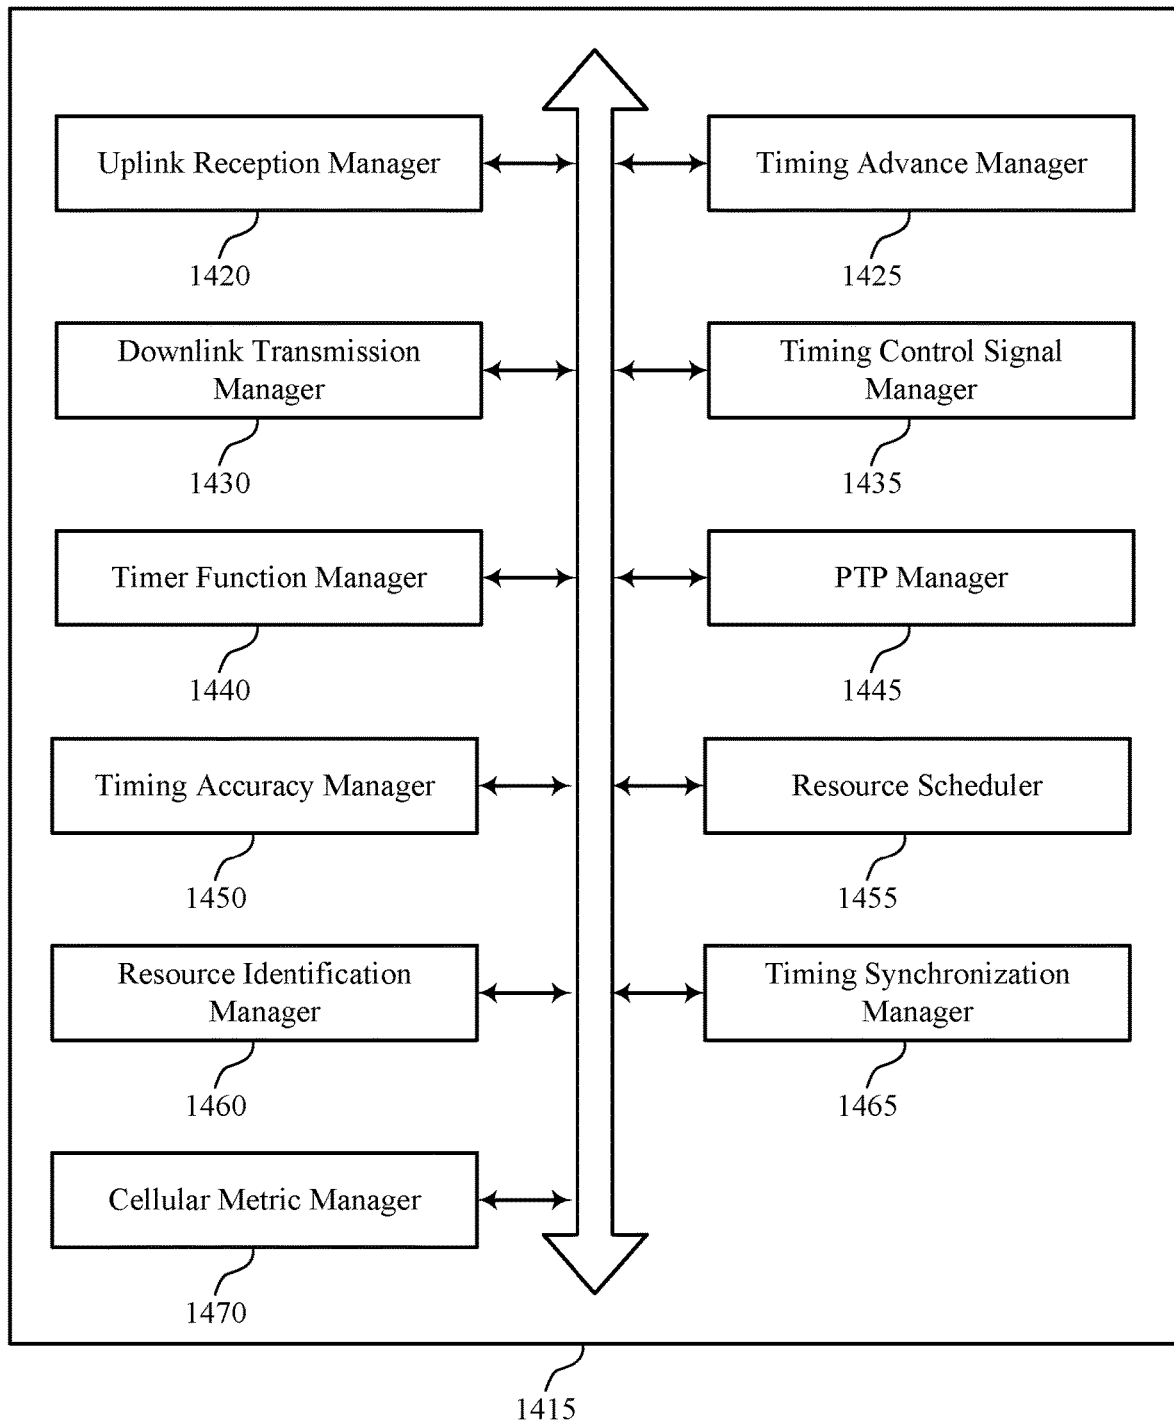 Uplink Reception Manager
1420
Timing Advance Manager
1425
Downlink Transmission
Manager
1430
Timing Control Signal
Manager
1435
Timer Function Manager
1440
PTP Manager
1445
Timing Accuracy Manager
1450
Resource Scheduler
1455
Resource Identification
Manager
1460
Timing Synchronization
Manager
1465
Cellular Metric Manager
1470
1415